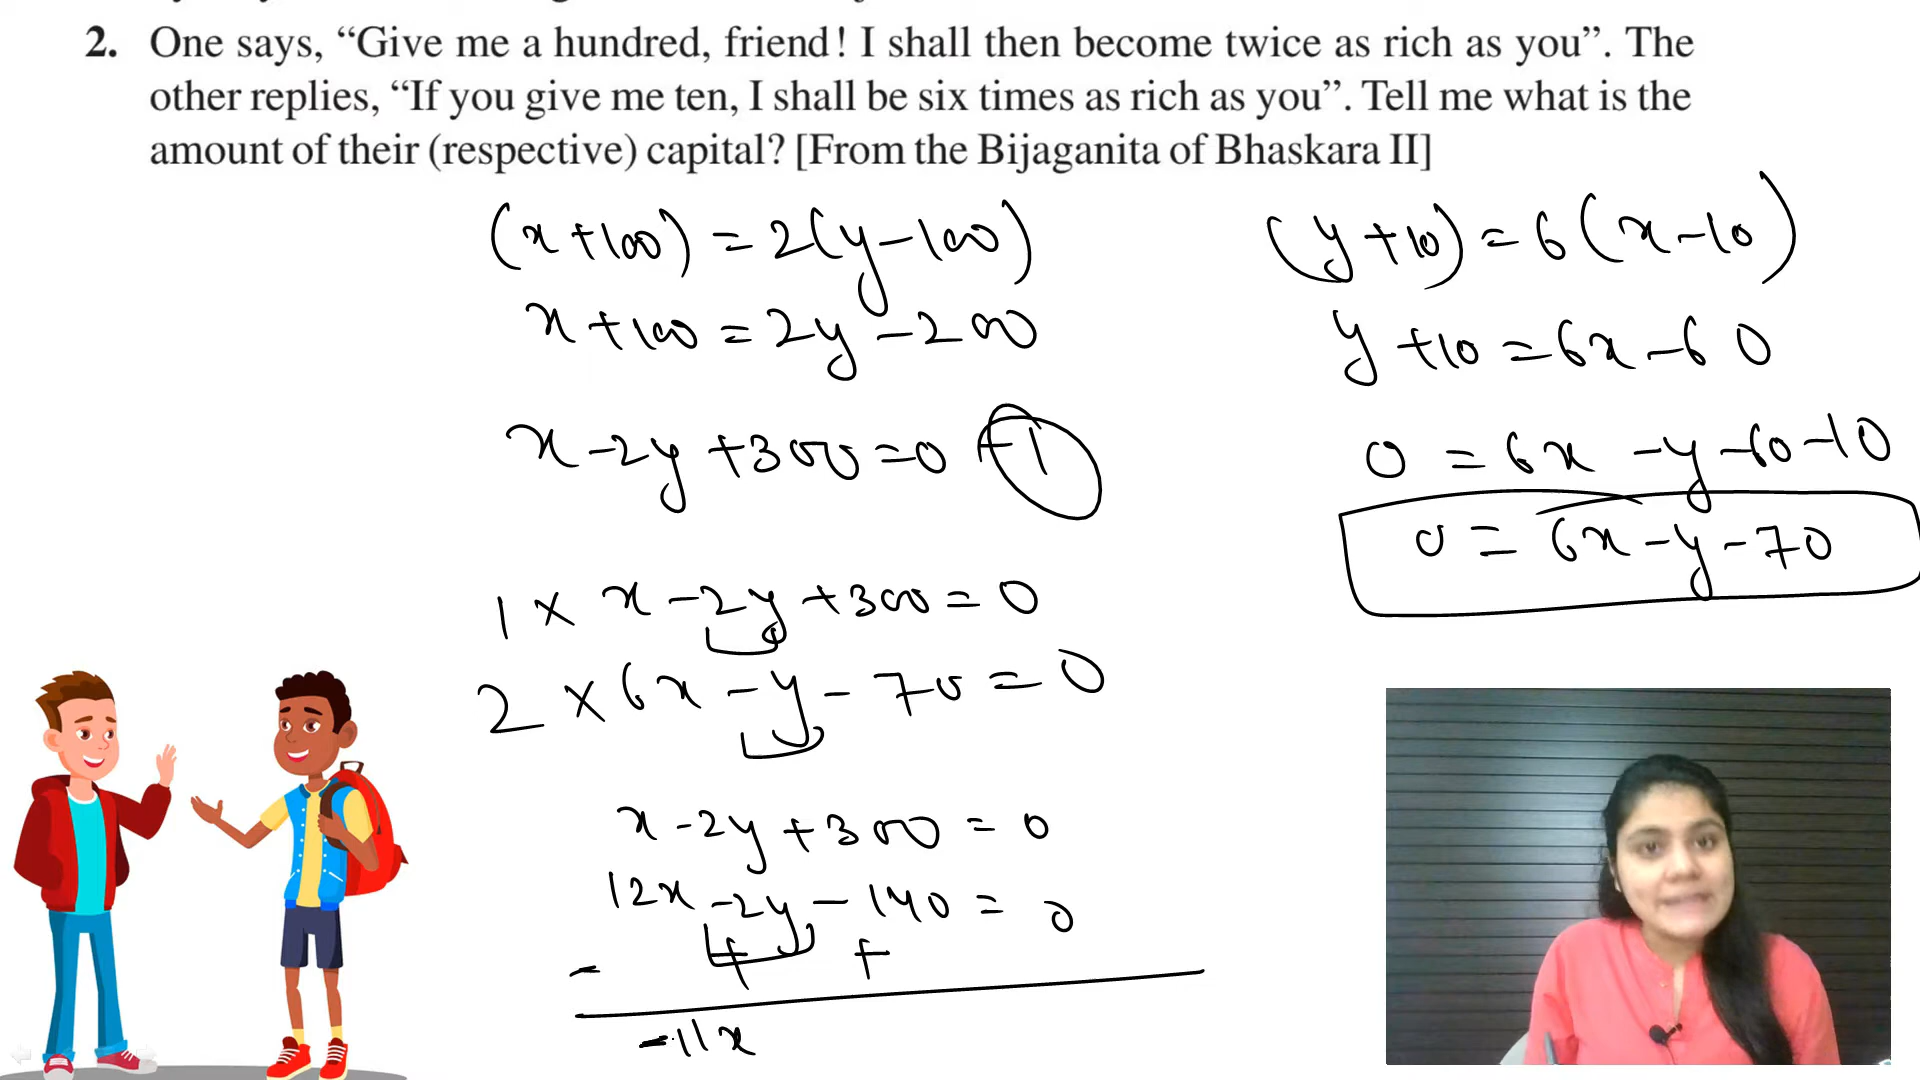 2. One says, “Give me a hundred, friend! I shall then become twice as rich as you”. The
other replies, “If you give me ten, I shall be six times as rich as you”. Tell me what is the
amount of their (respective) capital? [From the Bijaganita of Bhaskara II]
(x+100) = 2(y-100)
x+100 = 2y-200
x-2y+300=0 -1
1 × x-2y+300=0
2 × 6x-y-70=0
x-2y+300=0
12x-2y-140=0
- + +
-11x
(y+10)=6(x-10)
y+10=6x-60
0 = 6x-y-60-10
0 = 6x-y-70